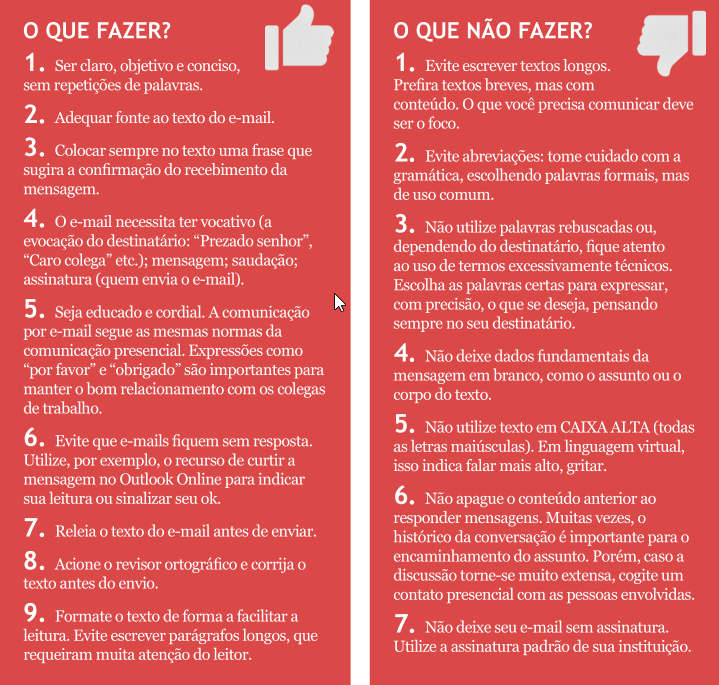 O QUE FAZER?
1. Ser claro, objetivo e conciso,
sem repetições de palavras.
2. Adequar fonte ao texto do e-mail.
3. Colocar sempre no texto uma frase que
sugira a confirmação do recebimento da
mensagem.
4. O e-mail necessita ter vocativo (a
evocação do destinatário: “Prezado senhor”,
“Caro colega” etc.); mensagem; saudação;
assinatura (quem envia o e-mail).
5. Seja educado e cordial. A comunicação
por e-mail segue as mesmas normas da
comunicação presencial. Expressões como
“por favor” e “obrigado” são importantes para
manter o bom relacionamento com os colegas
de trabalho.
6. Evite que e-mails fiquem sem resposta.
Utilize, por exemplo, o recurso de curtir a
mensagem no Outlook Online para indicar
sua leitura ou sinalizar seu ok.
7. Releia o texto do e-mail antes de enviar.
8. Acione o revisor ortográfico e corrija o
texto antes do envio.
9. Formate o texto de forma a facilitar a
leitura. Evite escrever parágrafos longos, que
requeiram muita atenção do leitor.
O QUE NÃO FAZER?
1. Evite escrever textos longos.
Prefira textos breves, mas com
conteúdo. O que você precisa comunicar deve
ser o foco.
2. Evite abreviações: tome cuidado com a
gramática, escolhendo palavras formais, mas
de uso comum.
3. Não utilize palavras rebuscadas ou,
dependendo do destinatário, fique atento
ao uso de termos excessivamente técnicos.
Escolha as palavras certas para expressar,
com precisão, o que se deseja, pensando
sempre no seu destinatário.
4. Não deixe dados fundamentais da
mensagem em branco, como o assunto ou o
corpo do texto.
5. Não utilize texto em CAIXA ALTA (todas
as letras maiúsculas). Em linguagem virtual,
isso indica falar mais alto, gritar.
6. Não apague o conteúdo anterior ao
responder mensagens. Muitas vezes, o
histórico da conversação é importante para o
encaminhamento do assunto. Porém, caso a
discussão torne-se muito extensa, cogite um
contato presencial com as pessoas envolvidas.
7. Não deixe seu e-mail sem assinatura.
Utilize a assinatura padrão de sua instituição.